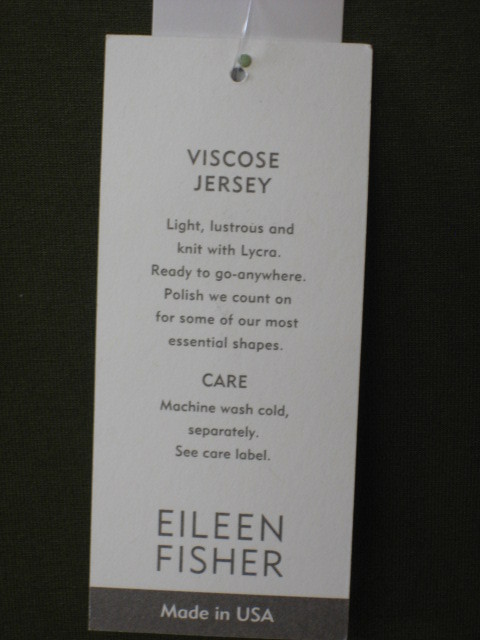 VISCOSE
JERSEY
Light, lustrous and
knit with Lycra.
Ready to go-anywhere.
Polish we count on
for some of our most
essential shapes.
CARE
Machine wash cold,
separately.
See care label.
EILEEN
FISHER
Made in USA